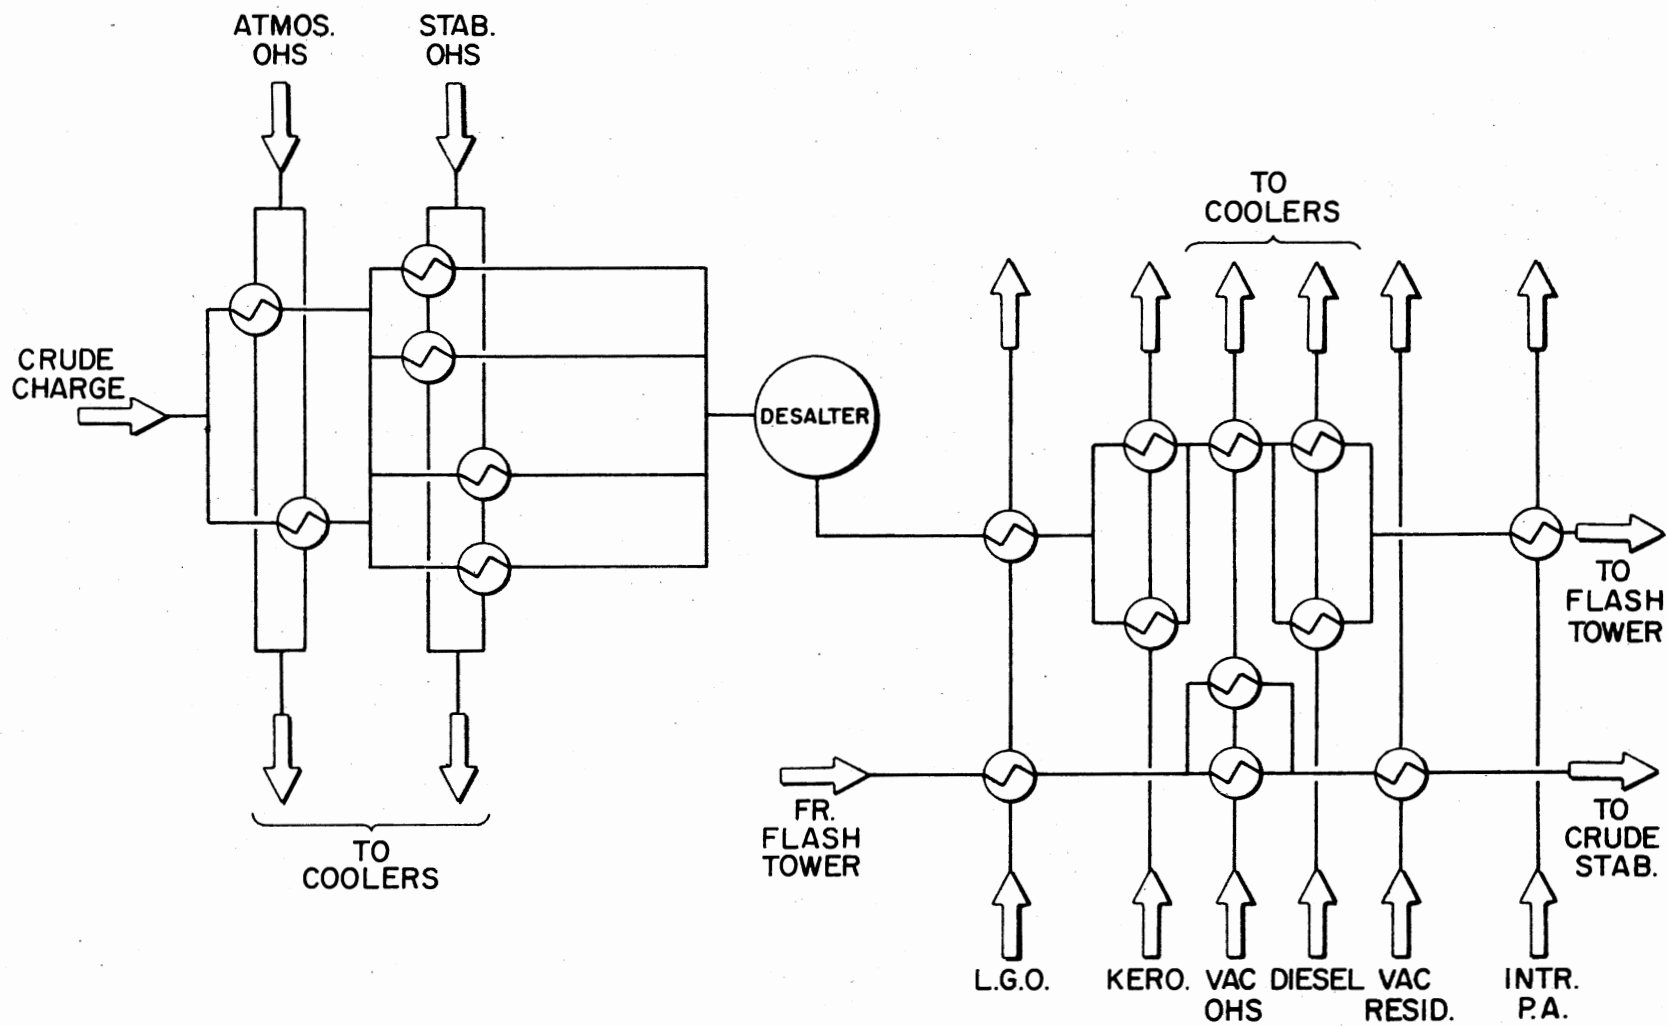 ATMOS.
OHS
STAB.
OHS
CRUDE
CHARGE
DESALTER
TO
COOLERS
TO
COOLERS
TO
FLASH
TOWER
FR.
FLASH
TOWER
TO
CRUDE
STAB.
L.G.O.
KERO.
VAC
OHS
DIESEL
VAC
RESID.
INTR.
P.A.